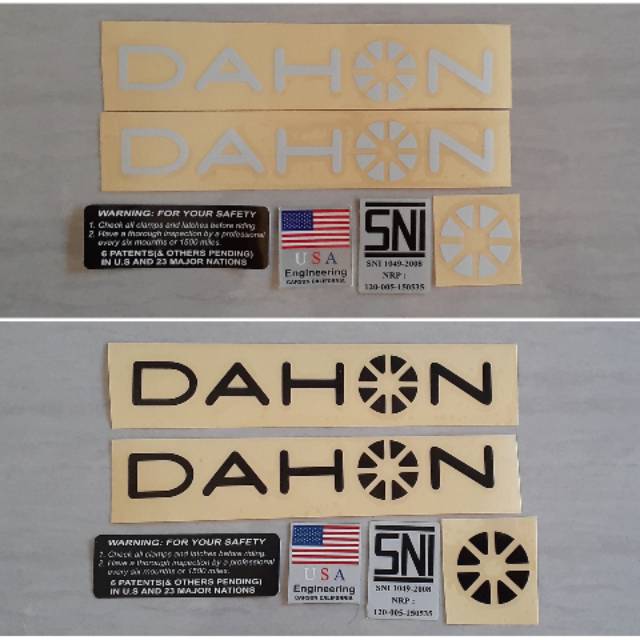 DAHON
DAHON
WARNING: FOR YOUR SAFETY
1. Check all clamps and latches before riding
2. Have a thorough inspection by a professional
every six mounths or 1500 miles.
6 PATENTS(& OTHERS PENDING)
IN U.S AND 23 MAJOR NATIONS
USA
Engineering
CARSON CALIFORNIA
SNI
SNI 1049-2008
NRP :
120-005-150535
DAHON
DAHON
WARNING: FOR YOUR SAFETY
1. Check all clamps and latches before riding.
2. Have a thorough inspection by a professional
every six mounths or 1500 miles.
6 PATENTS(& OTHERS PENDING)
IN U.S AND 23 MAJOR NATIONS
USA
Engineering
CARSON CALIFORNIA
SNI
SNI 1049-2008
NRP :
120-005-150535